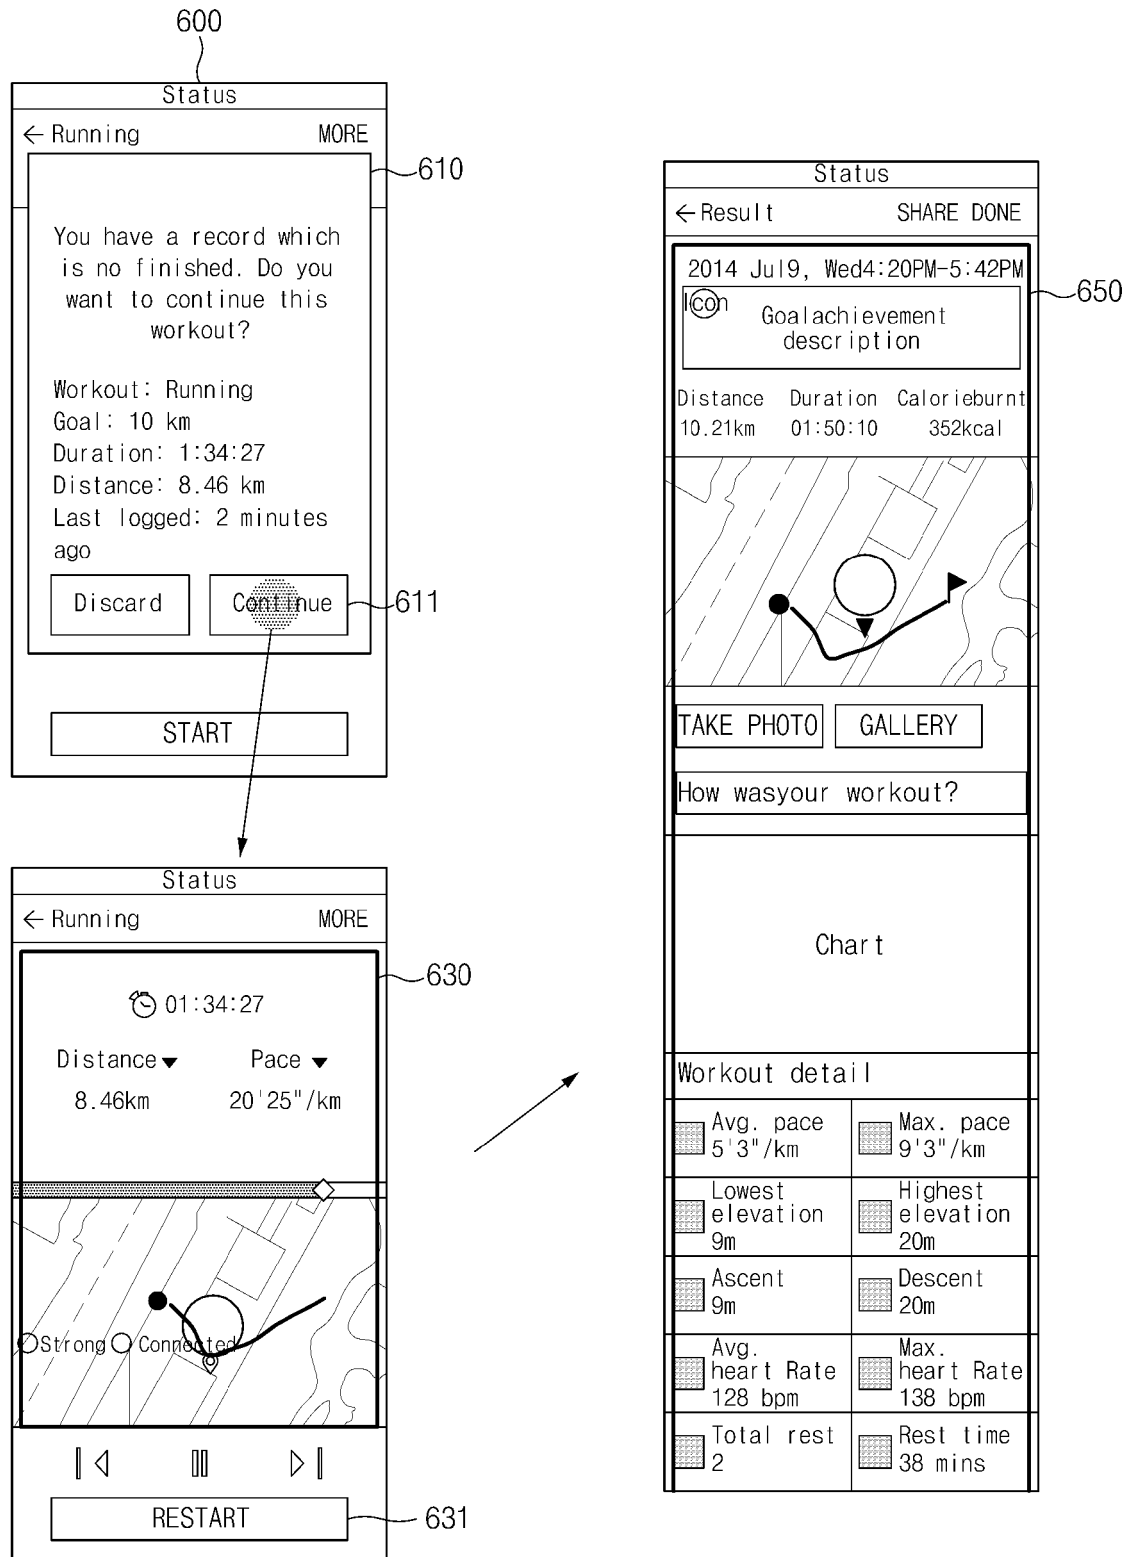 600
Status
← Running MORE
610
You have a record which
is no finished. Do you
want to continue this
workout?
Workout: Running
Goal: 10 km
Duration: 1:34:27
Distance: 8.46 km
Last logged: 2 minutes
ago
Discard Continue
611
START
Status
← Running MORE
630
01:34:27
Distance ▼ Pace ▼
8.46km 20'25"/km
Strong Connected
RESTART
631
Status
← Result SHARE DONE
650
2014 Jul9, Wed4:20PM-5:42PM
Icon
Goalachievement
description
Distance Duration Calorieburnt
10.21km 01:50:10 352kcal
TAKE PHOTO GALLERY
How wasyour workout?
Chart
Workout detail
Avg. pace
5'3"/km
Max. pace
9'3"/km
Lowest
elevation
9m
Highest
elevation
20m
Ascent
9m
Descent
20m
Avg.
heart Rate
128 bpm
Max.
heart Rate
138 bpm
Total rest
2
Rest time
38 mins